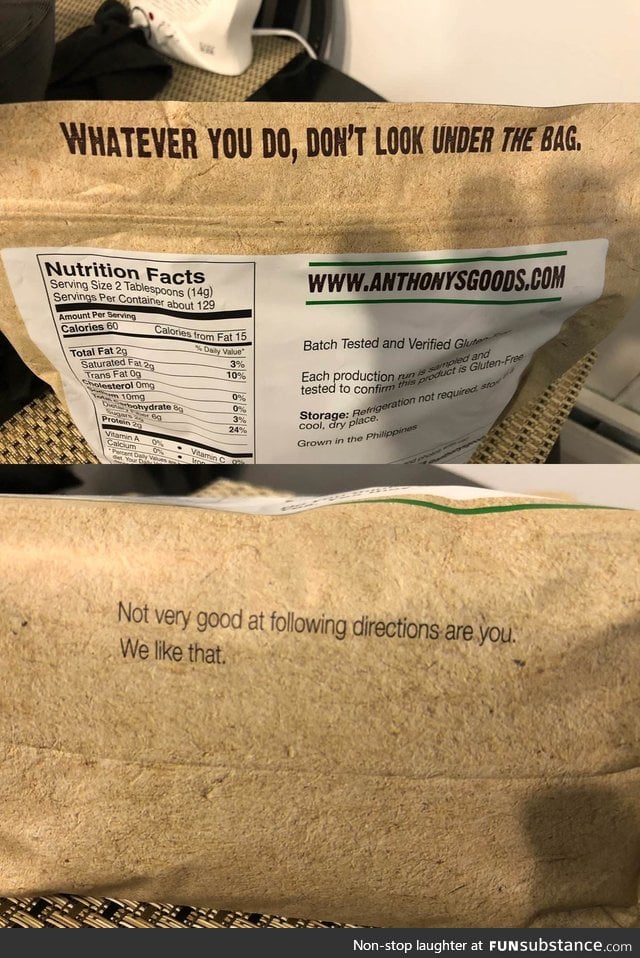 WHATEVER YOU DO, DON'T LOOK UNDER THE BAG.
Nutrition Facts
Serving Size 2 Tablespoons (14g)
Servings Per Container about 129
Amount Per Serving
Calories 60 Calories from Fat 15
% Daily Value*
Total Fat 2g 3%
Saturated Fat 2g 10%
Trans Fat 0g
Cholesterol 0mg 0%
10mg 0%
8g 3%
6g 24%
Protein 2g
Vitamin A 0% • Vitamin C 0%
Calcium 0% •
WWW.ANTHONYSGOODS.COM
Batch Tested and Verified
Each production run is sampled and
tested to confirm this product is Gluten-Free
Storage: Refrigeration not required,
cool, dry place.
Grown in the Philippines
Not very good at following directions are you.
We like that.
Non-stop laughter at FUNsubstance.com